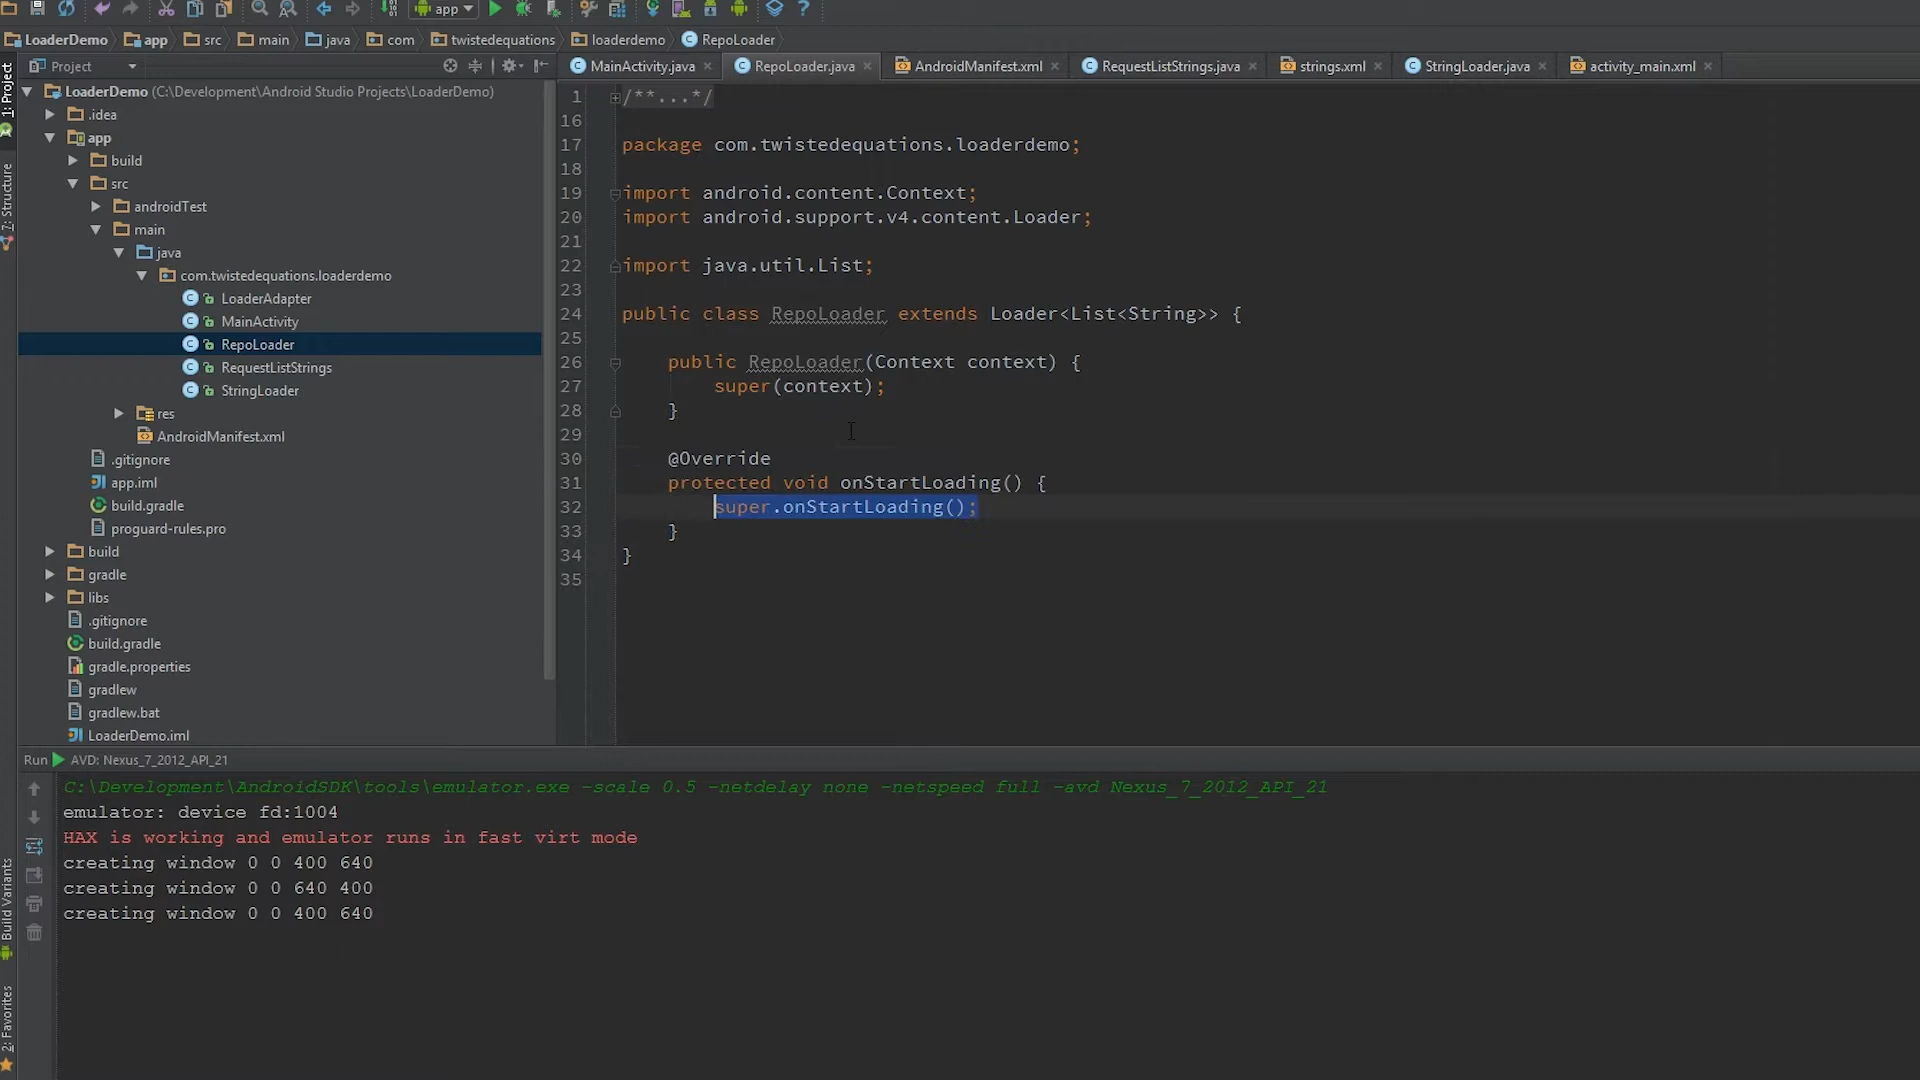 app
LoaderDemo app src main java com twistedequations loaderdemo RepoLoader
Project
MainActivity.java RepoLoader.java AndroidManifest.xml RequestListStrings.java strings.xml StringLoader.java activity_main.xml
1: Project
7: Structure
Build Variants
2: Favorites
LoaderDemo (C:\Development\Android Studio Projects\LoaderDemo)
.idea
app
build
src
androidTest
main
java
com.twistedequations.loaderdemo
LoaderAdapter
MainActivity
RepoLoader
RequestListStrings
StringLoader
res
AndroidManifest.xml
.gitignore
app.iml
build.gradle
proguard-rules.pro
build
gradle
libs
.gitignore
build.gradle
gradle.properties
gradlew
gradlew.bat
LoaderDemo.iml
1 /**...*/
16
17 package com.twistedequations.loaderdemo;
18
19 import android.content.Context;
20 import android.support.v4.content.Loader;
21
22 import java.util.List;
23
24 public class RepoLoader extends Loader<List<String>> {
25
26 public RepoLoader(Context context) {
27 super(context);
28 }
29
30 @Override
31 protected void onStartLoading() {
32 super.onStartLoading();
33 }
34 }
35
Run AVD: Nexus_7_2012_API_21
C:\Development\AndroidSDK\tools\emulator.exe -scale 0.5 -netdelay none -netspeed full -avd Nexus_7_2012_API_21
emulator: device fd:1004
HAX is working and emulator runs in fast virt mode
creating window 0 0 400 640
creating window 0 0 640 400
creating window 0 0 400 640